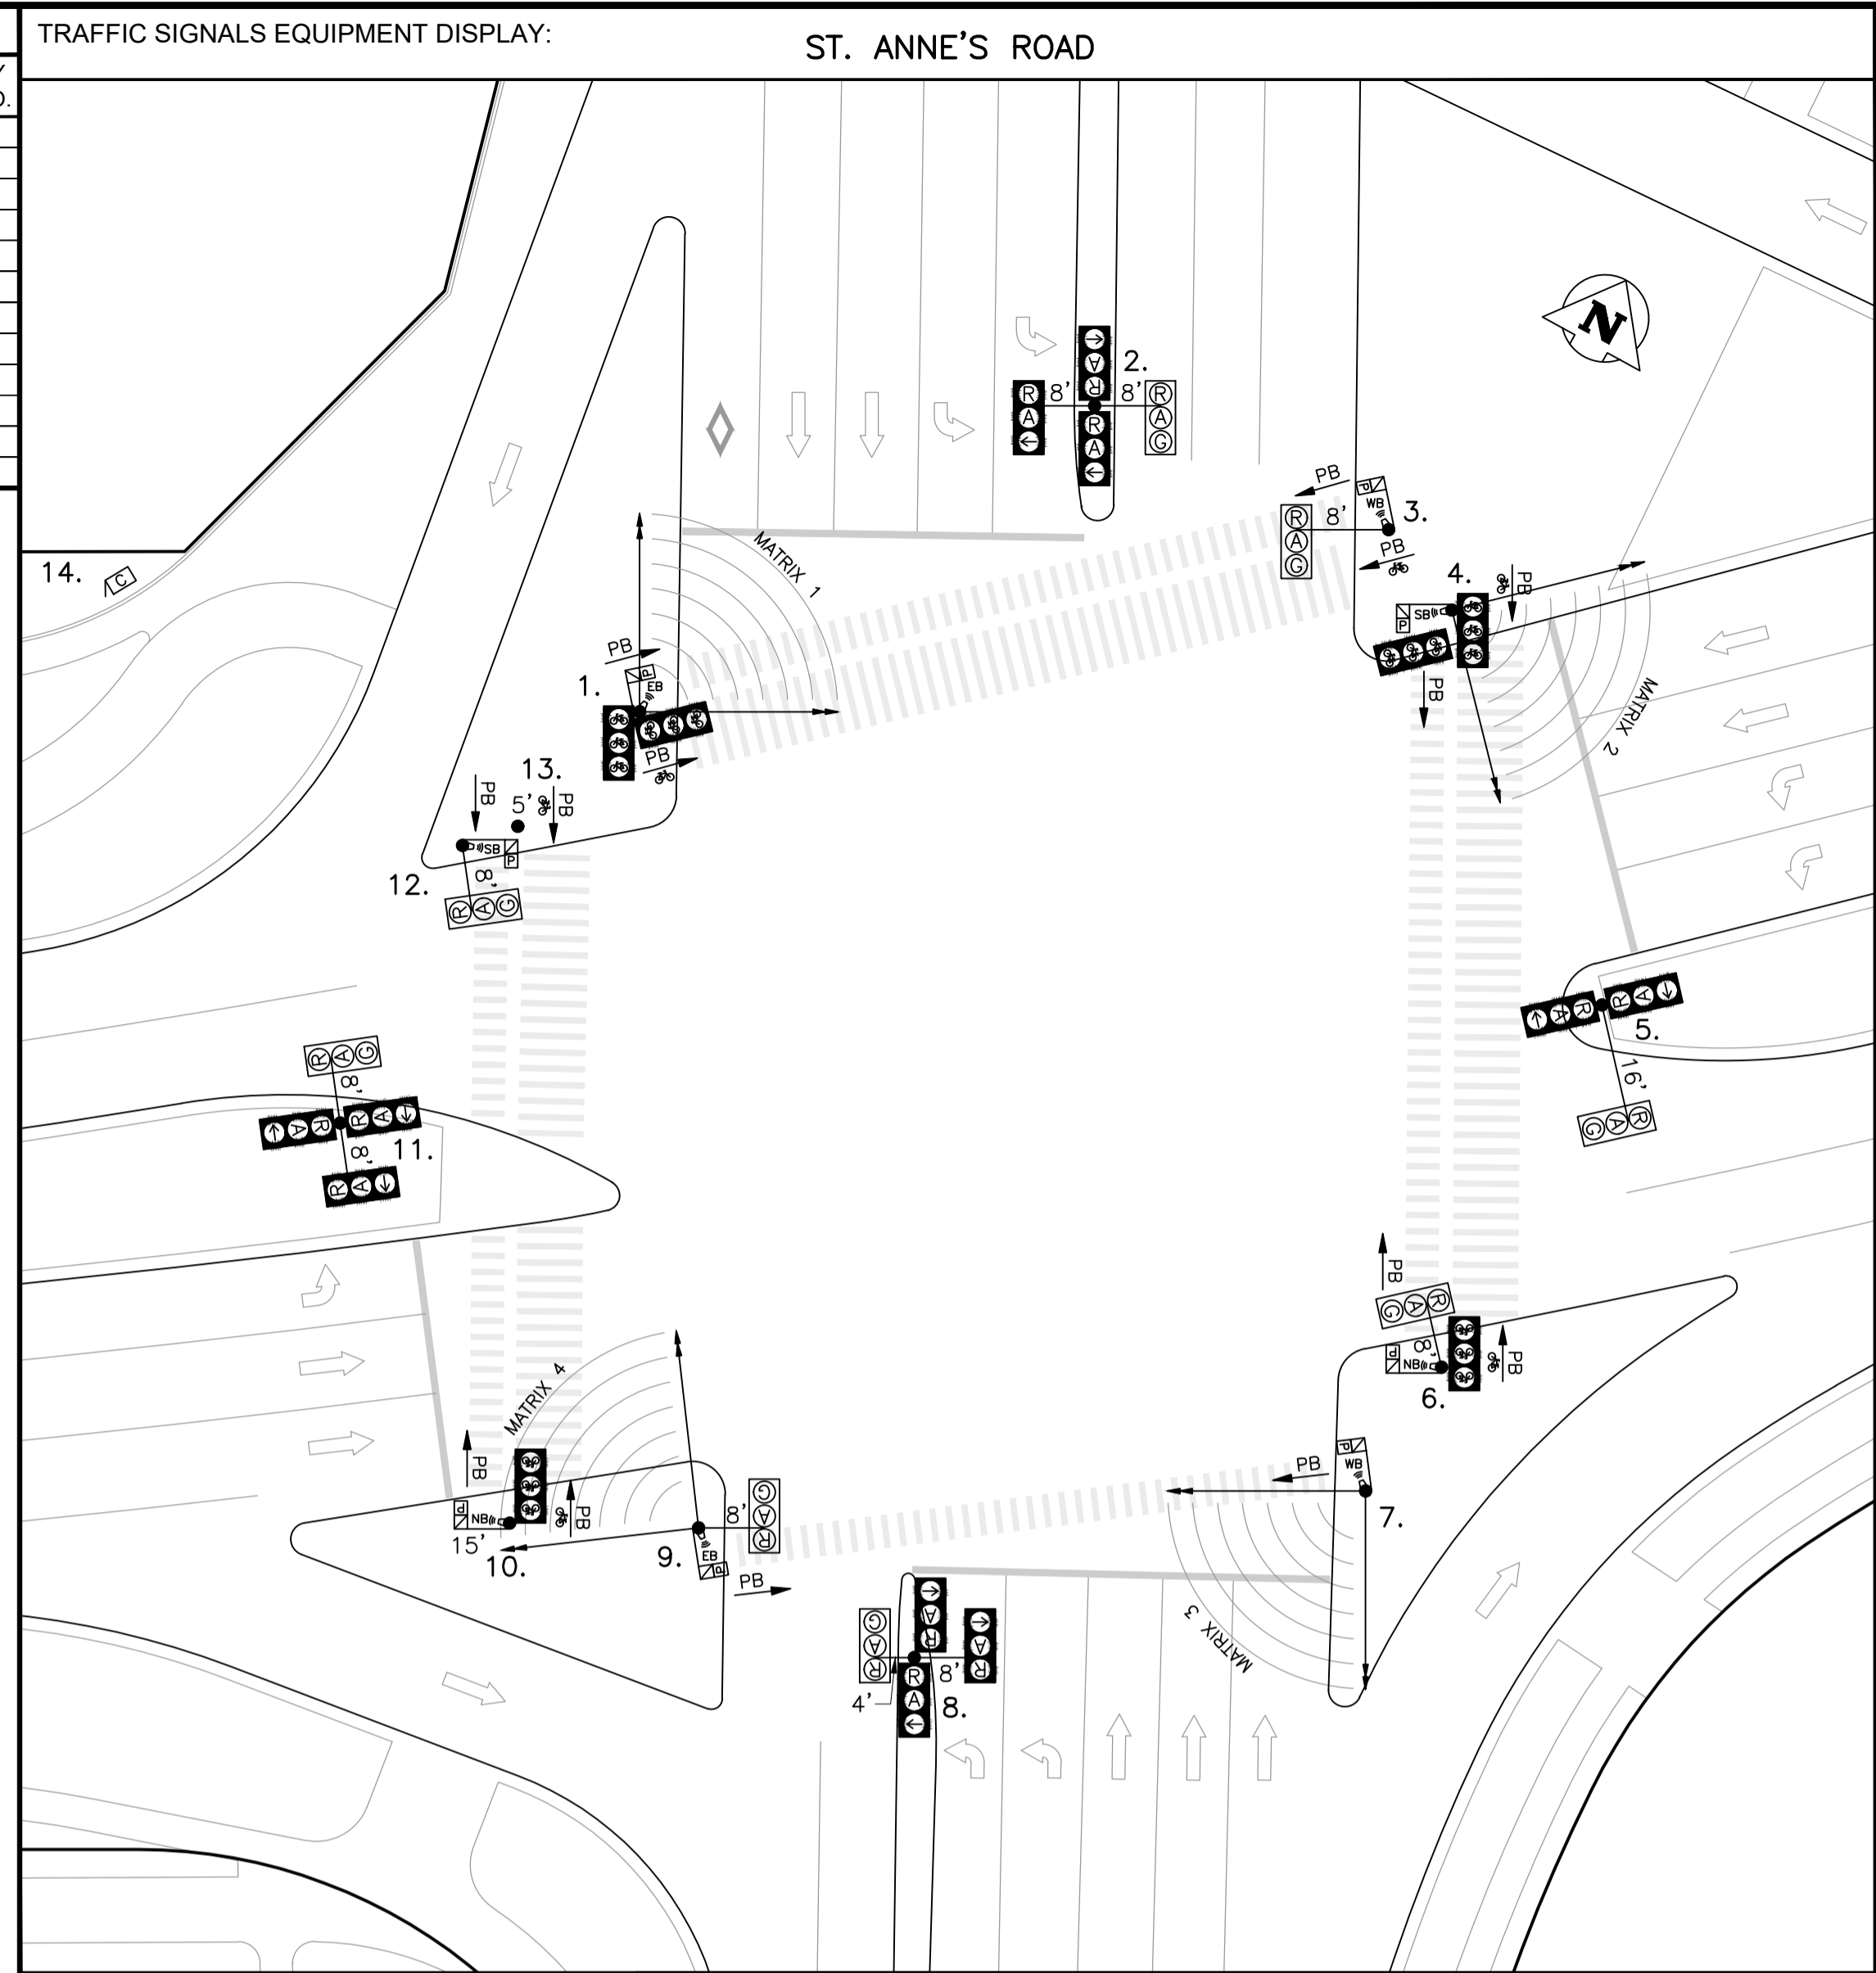 TRAFFIC SIGNALS EQUIPMENT DISPLAY:
ST. ANNE'S ROAD
N
2.
R A ↑
R A ←
8' 8'
R A ←
R A G
PB
P
WB
3.
8'
R A G
PB
MATRIX 1
14.
C
4.
PB
SB
P
PB
MATRIX 2
PB
1.
P
EB
PB
13.
PB
5'
PB
SB
P
12.
8'
R A G
R A G
8'
R A ↑
R A ←
8'
11.
R A ←
R A ↑
R A ←
5.
16'
R A G
PB
R A G
8'
P
NB
PB
6.
MATRIX 4
PB
P
NB
PB
15'
10.
9.
8'
R A G
EB
P
PB
P
WB
PB
7.
MATRIX 3
R A G
R A ↑
R A ↑
8'
R A ←
4'
8.